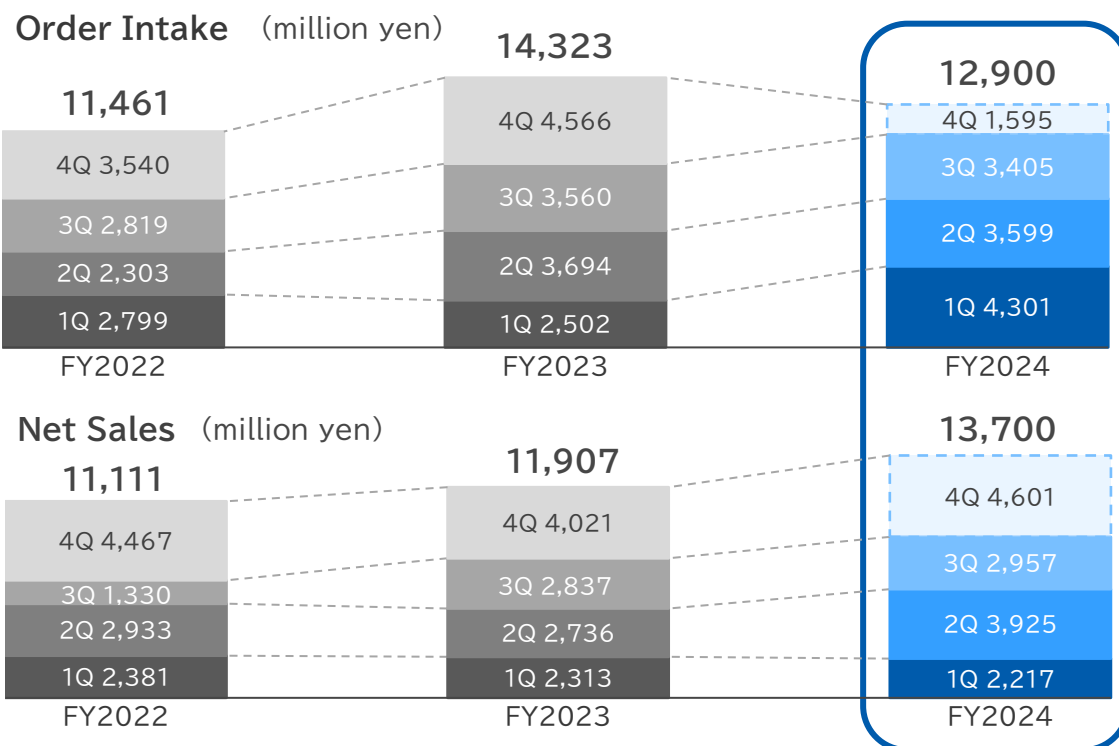 Order Intake (million yen)
11,461
14,323
12,900
4Q 3,540
4Q 4,566
4Q 1,595
3Q 2,819
3Q 3,560
3Q 3,405
2Q 2,303
2Q 3,694
2Q 3,599
1Q 2,799
1Q 2,502
1Q 4,301
FY2022
FY2023
FY2024
Net Sales (million yen)
11,111
11,907
13,700
4Q 4,467
4Q 4,021
4Q 4,601
3Q 1,330
3Q 2,837
3Q 2,957
2Q 2,933
2Q 2,736
2Q 3,925
1Q 2,381
1Q 2,313
1Q 2,217
FY2022
FY2023
FY2024